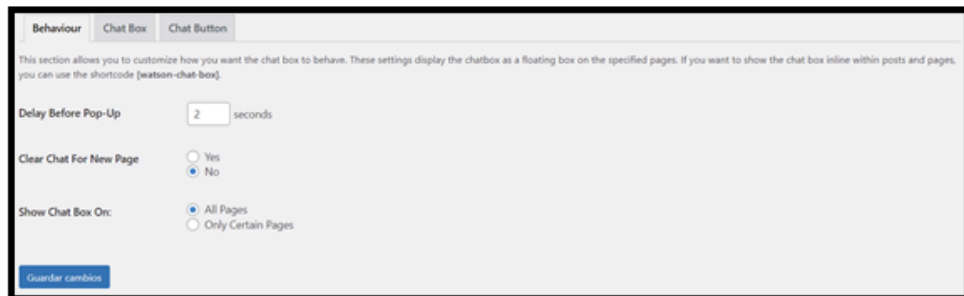 Behaviour Chat Box Chat Button
This section allows you to customize how you want the chat box to behave. These settings display the chatbox as a floating box on the specified pages. If you want to show the chat box inline within posts and pages,
you can use the shortcode [watson-chat-box].
Delay Before Pop-Up 2 seconds
Clear Chat For New Page Yes
No
Show Chat Box On: All Pages
Only Certain Pages
Guardar cambios